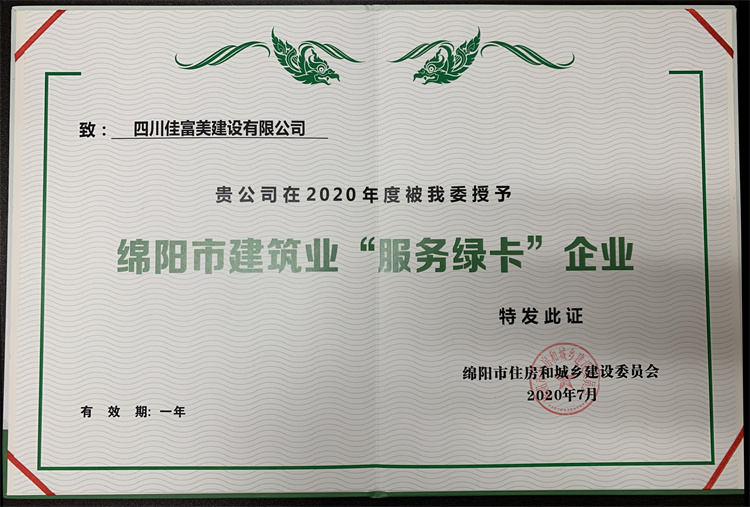 致： 四川佳富美建设有限公司
贵公司在2020年度被我委授予
绵阳市建筑业“服务绿卡”企业
特发此证
绵阳市住房和城乡建设委员会
2020年7月
有 效 期: 一年